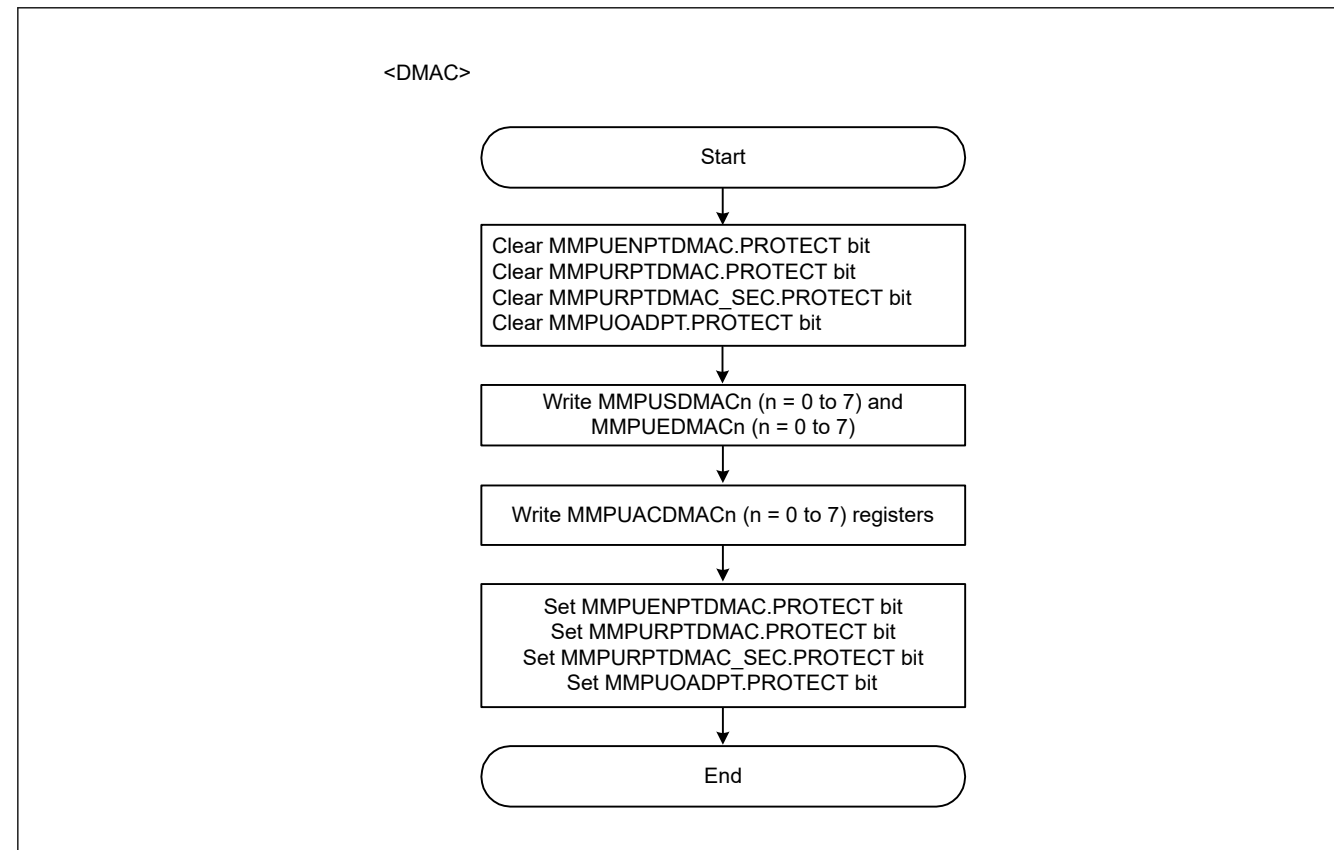 <DMAC>
Start
Clear MMPUENPTDMAC.PROTECT bit
Clear MMPURPTDMAC.PROTECT bit
Clear MMPURPTDMAC_SEC.PROTECT bit
Clear MMPUOADPT.PROTECT bit
Write MMPUSDMACn (n = 0 to 7) and
MMPUEDMACn (n = 0 to 7)
Write MMPUACDMACn (n = 0 to 7) registers
Set MMPUENPTDMAC.PROTECT bit
Set MMPURPTDMAC.PROTECT bit
Set MMPURPTDMAC_SEC.PROTECT bit
Set MMPUOADPT.PROTECT bit
End